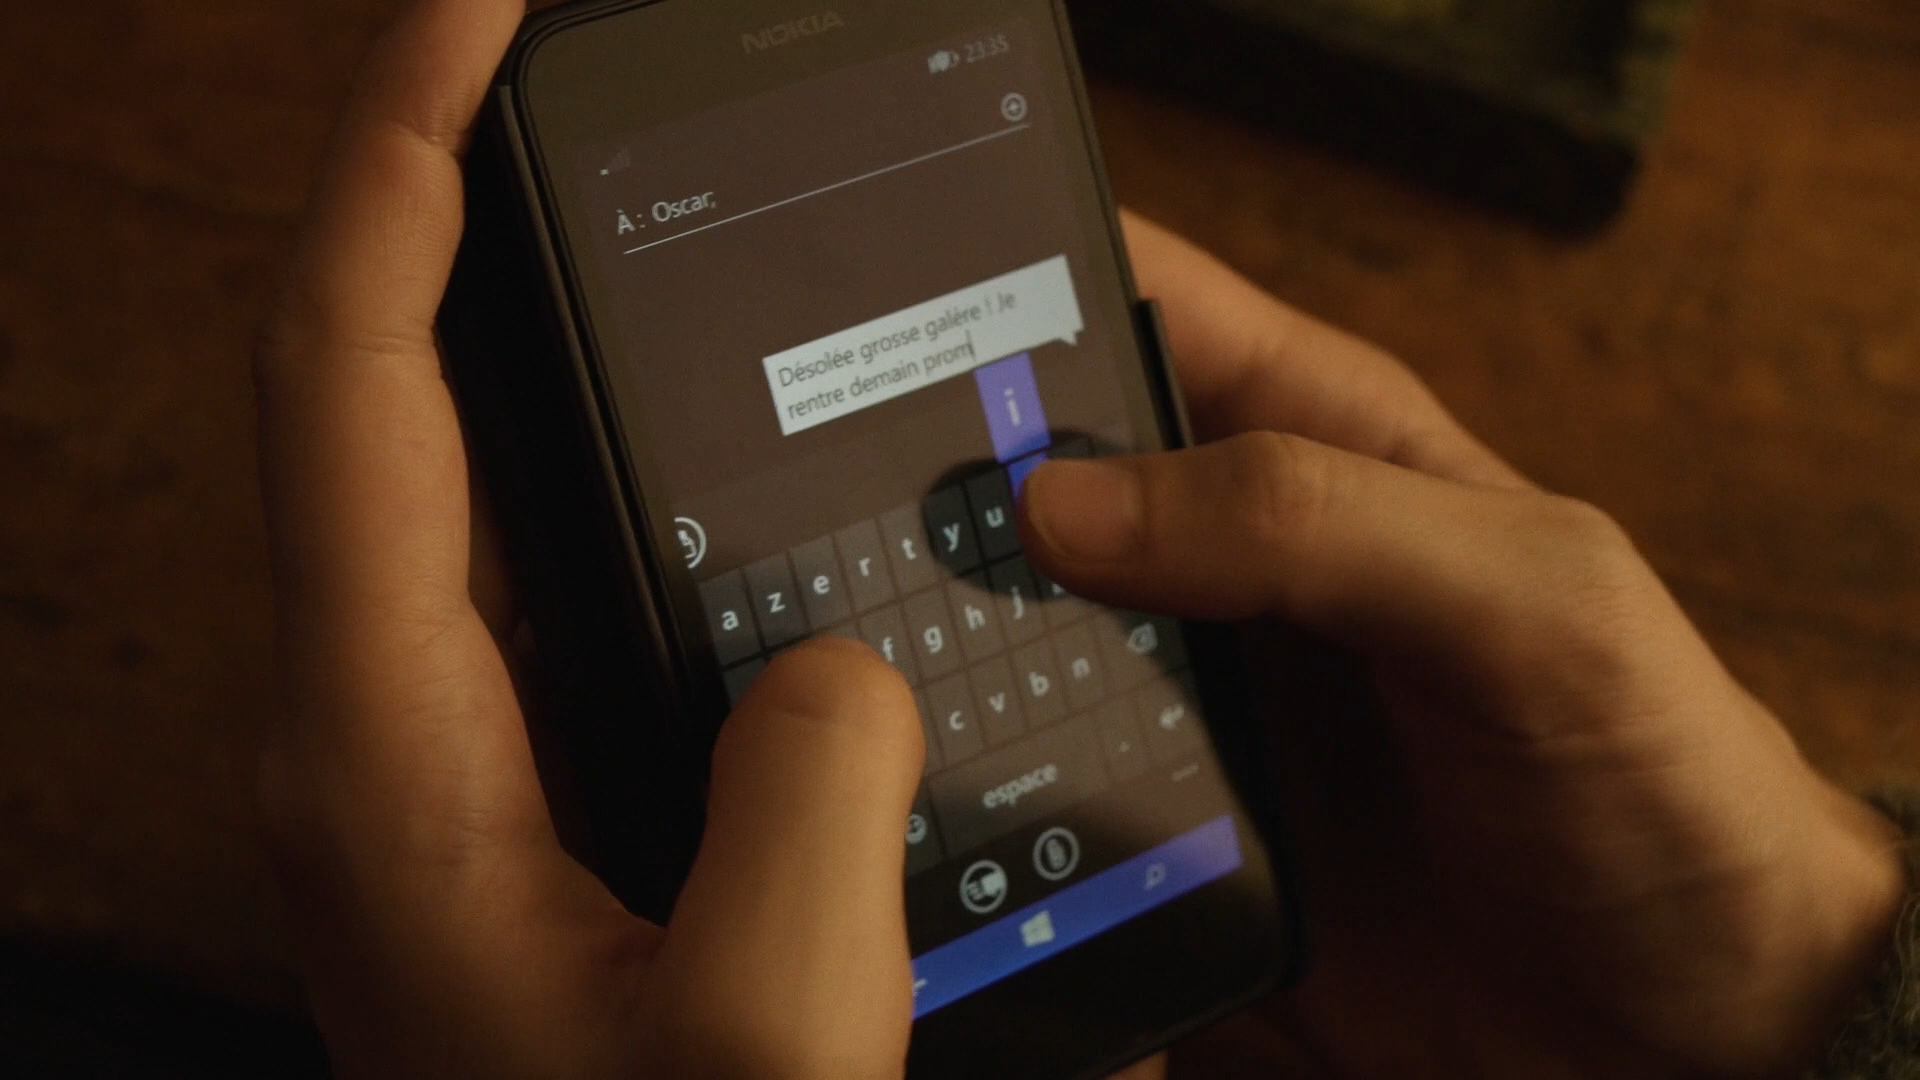 NOKIA
23:35
À : Oscar,
Désolée grosse galère ! Je
rentre demain prom
i
a z e r t y u
f g h j
c v b n
espace